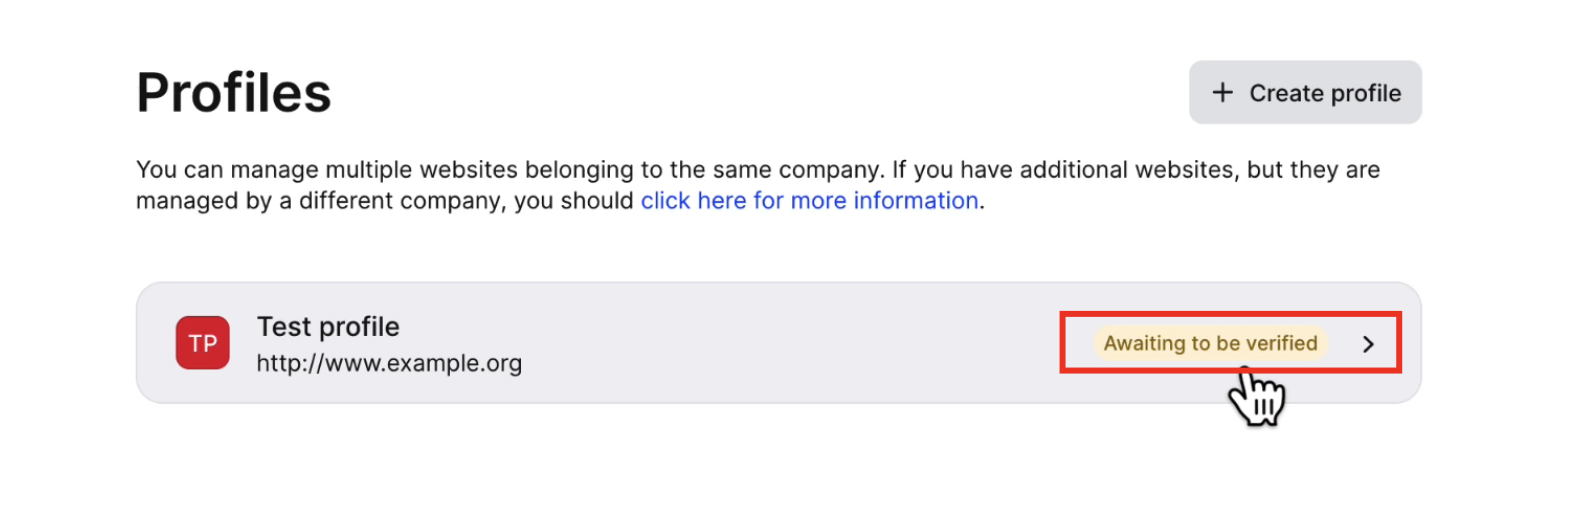 Profiles
+ Create profile
You can manage multiple websites belonging to the same company. If you have additional websites, but they are
managed by a different company, you should click here for more information.
TP
Test profile
http://www.example.org
Awaiting to be verified